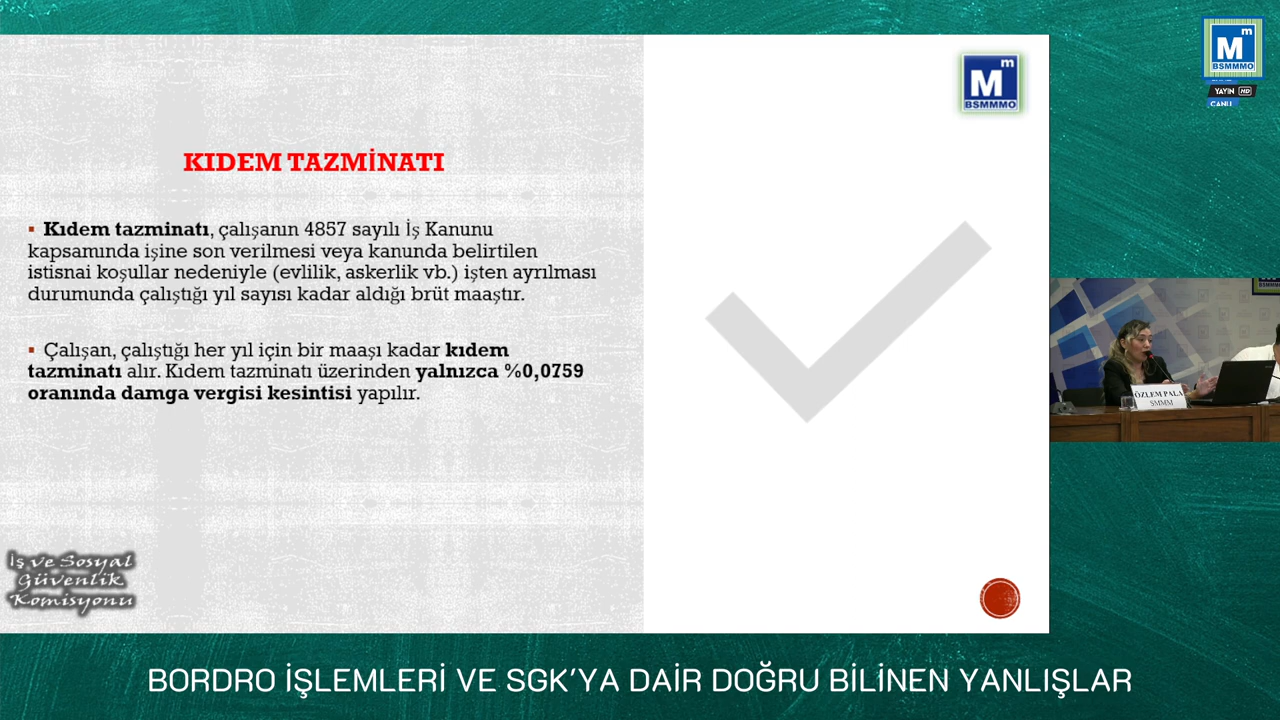 M m
BSMMMO
YAYIN HD
CANLI
M m
BSMMMO
KIDEM TAZMİNATI
▪ Kıdem tazminatı, çalışanın 4857 sayılı İş Kanunu
kapsamında işine son verilmesi veya kanunda belirtilen
istisnai koşullar nedeniyle (evlilik, askerlik vb.) işten ayrılması
durumunda çalıştığı yıl sayısı kadar aldığı brüt maaştır.
▪ Çalışan, çalıştığı her yıl için bir maaşı kadar kıdem
tazminatı alır. Kıdem tazminatı üzerinden yalnızca %0,0759
oranında damga vergisi kesintisi yapılır.
BSMMMO
ÖZLEM PALA
SMMM
İş ve Sosyal
Güvenlik
Komisyonu
BORDRO İŞLEMLERİ VE SGK'YA DAİR DOĞRU BİLİNEN YANLIŞLAR